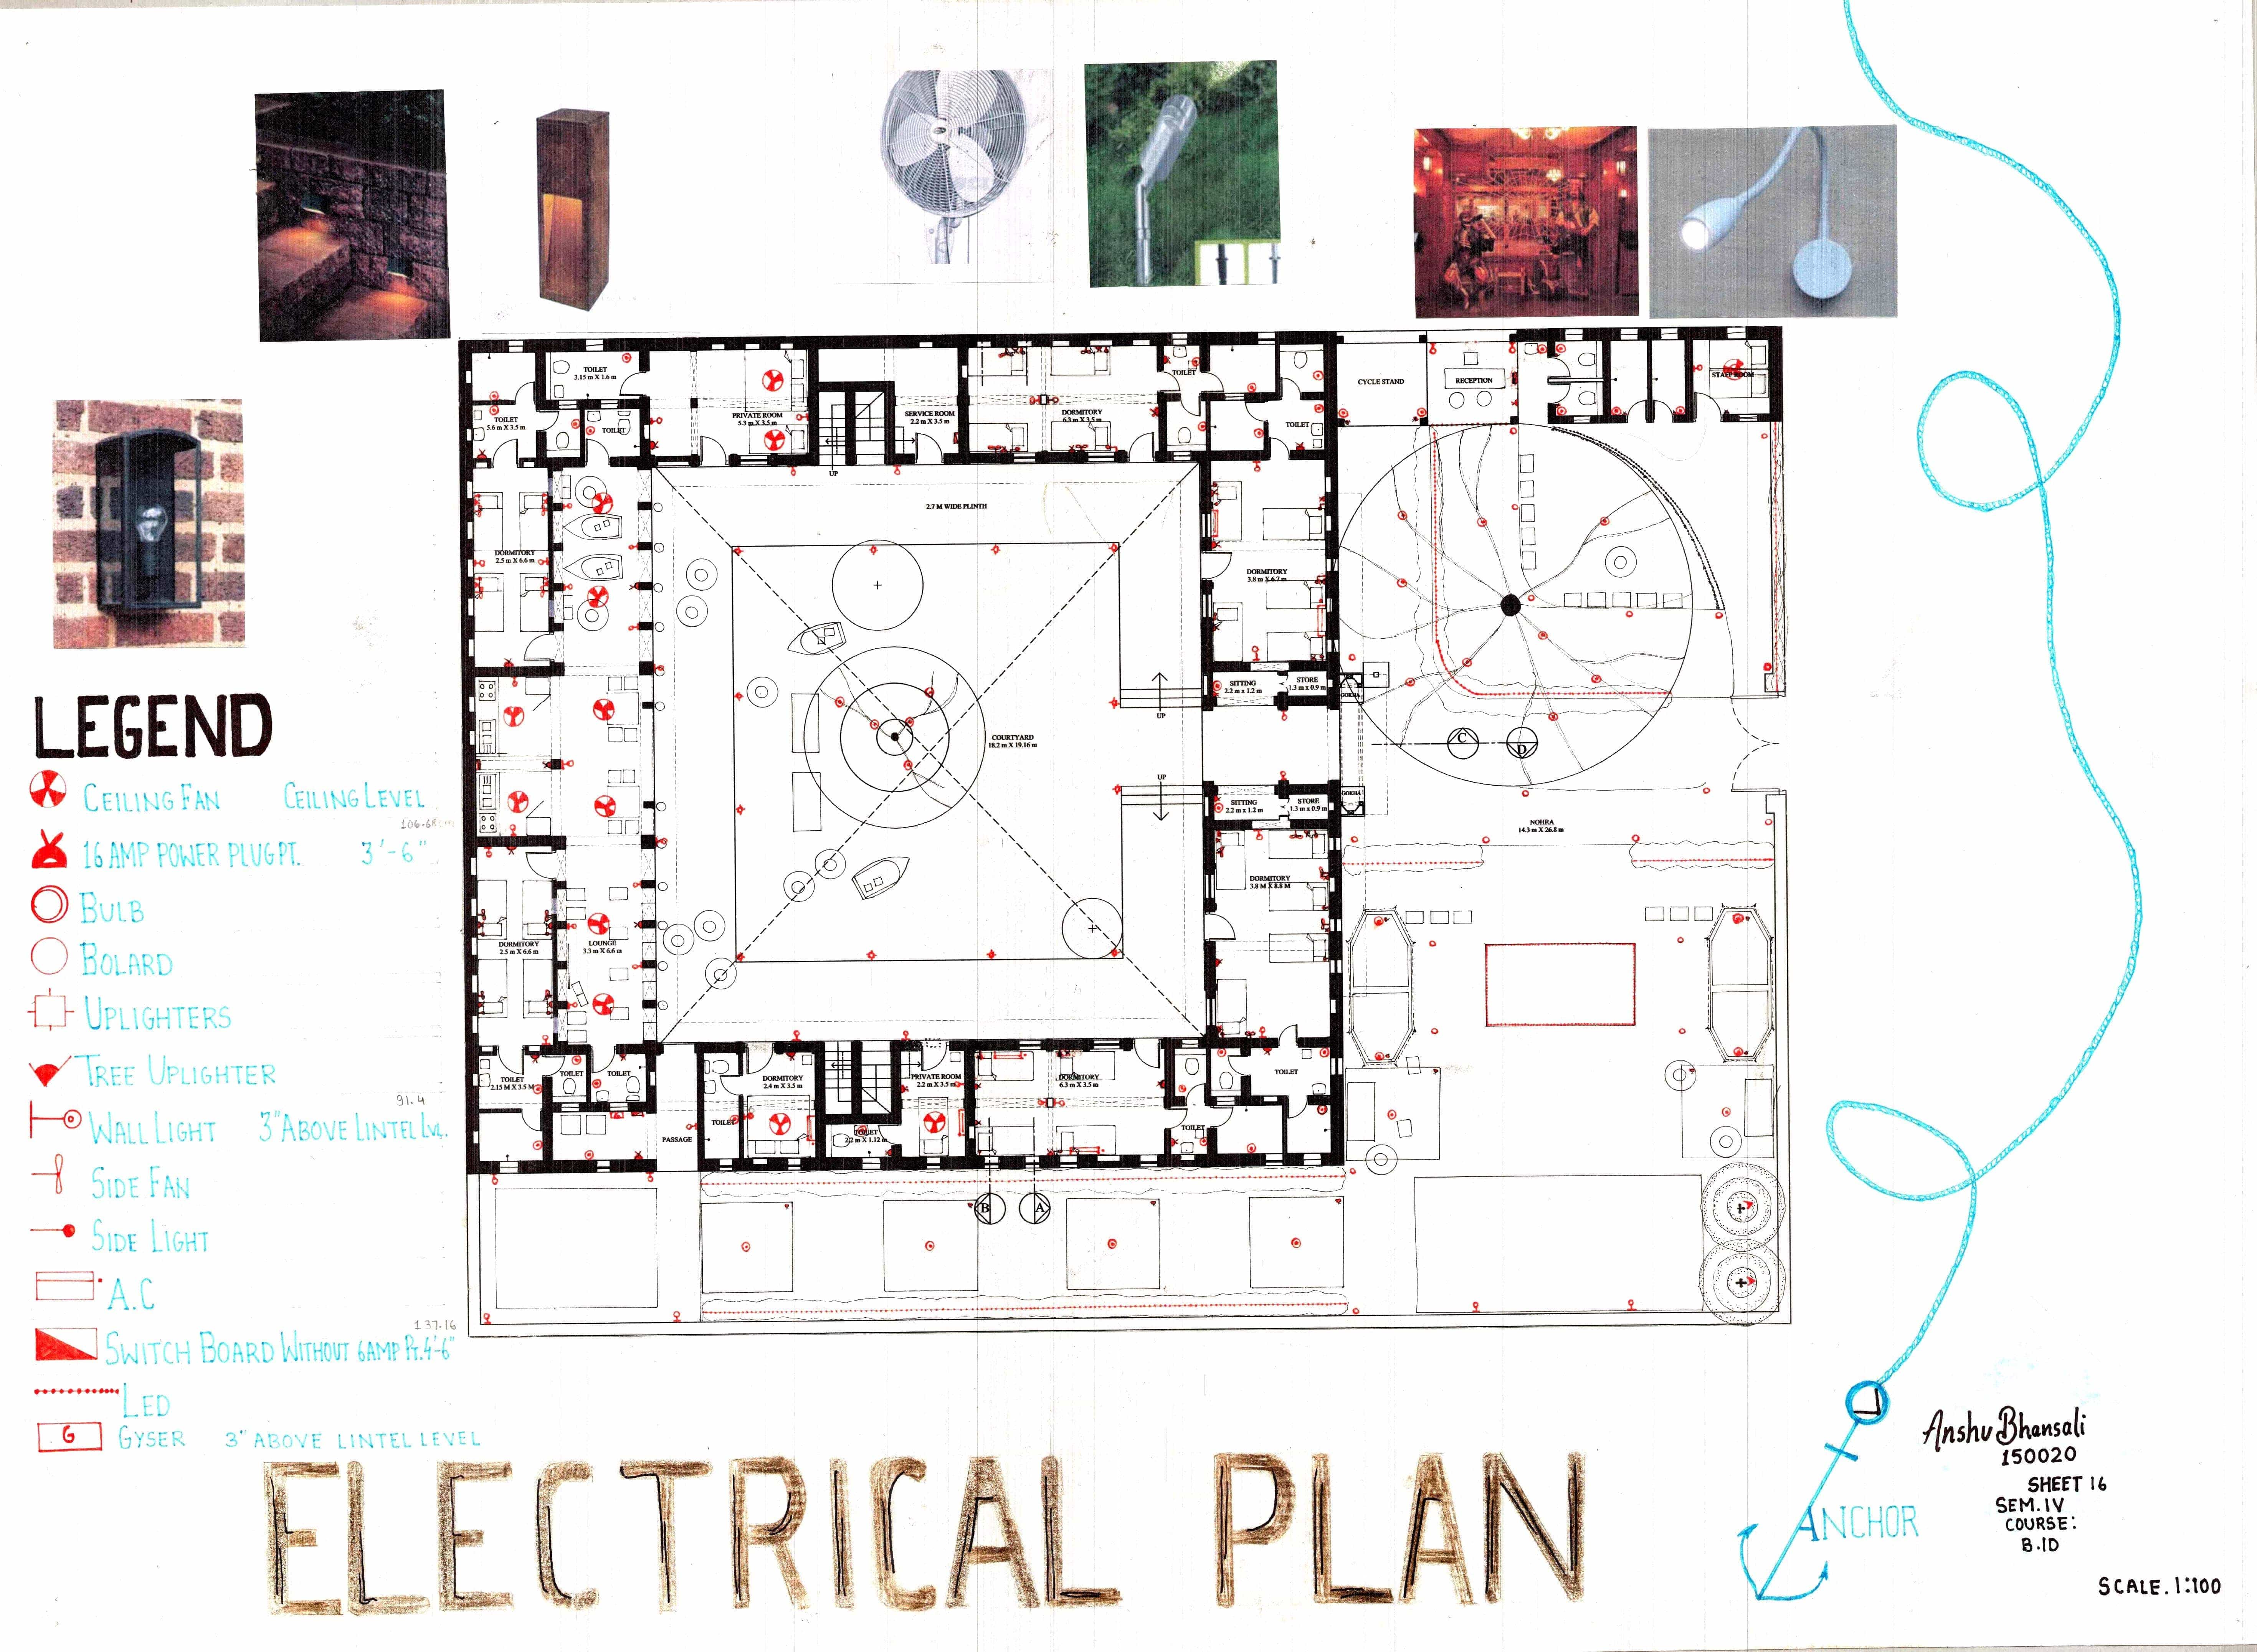 TOILET
3.15 m X 1.6 m
TOILET
5.6 m X 3.5 m
TOILET
PRIVATE ROOM
5.3 m X 3.5 m
UP
SERVICE ROOM
2.2 m X 3.5 m
DORMITORY
6.3 m X 3.5 m
TOILET
TOILET
CYCLE STAND
RECEPTION
STAFF ROOM
2.7 M WIDE PLINTH
DORMITORY
2.5 m X 6.6 m
DORMITORY
3.8 m X 6.7 m
SITTING
2.2 m x 1.2 m
STORE
1.3 m x 0.9 m
GOKHA
UP
COURTYARD
18.2 m X 19.16 m
C
D
UP
SITTING
2.2 m x 1.2 m
STORE
1.3 m x 0.9 m
GOKHA
NOHRA
14.3 m X 26.8 m
DORMITORY
3.8 M X 8.8 M
DORMITORY
2.5 m X 6.6 m
LOUNGE
3.3 m X 6.6 m
TOILET
2.15 M X 3.5 M
TOILET
TOILET
PASSAGE
TOILET
DORMITORY
2.4 m X 3.5 m
TOILET
2.2 m X 1.12 m
PRIVATE ROOM
2.2 m X 3.5 m
DORMITORY
6.3 m X 3.5 m
TOILET
TOILET
B
A
LEGEND
CEILING FAN CEILING LEVEL
106.68 cm
16 AMP POWER PLUG PT. 3'-6"
BULB
BOLARD
UPLIGHTERS
TREE UPLIGHTER
91.4
WALL LIGHT 3" ABOVE LINTEL LVL.
SIDE FAN
SIDE LIGHT
A.C
137.16
SWITCH BOARD WITHOUT 6AMP PT. 4'-6"
LED
G GYSER 3" ABOVE LINTEL LEVEL
ELECTRICAL PLAN
ANCHOR
Anshu Bhansali
150020
SHEET 16
SEM. IV
COURSE:
B.ID
SCALE. 1:100